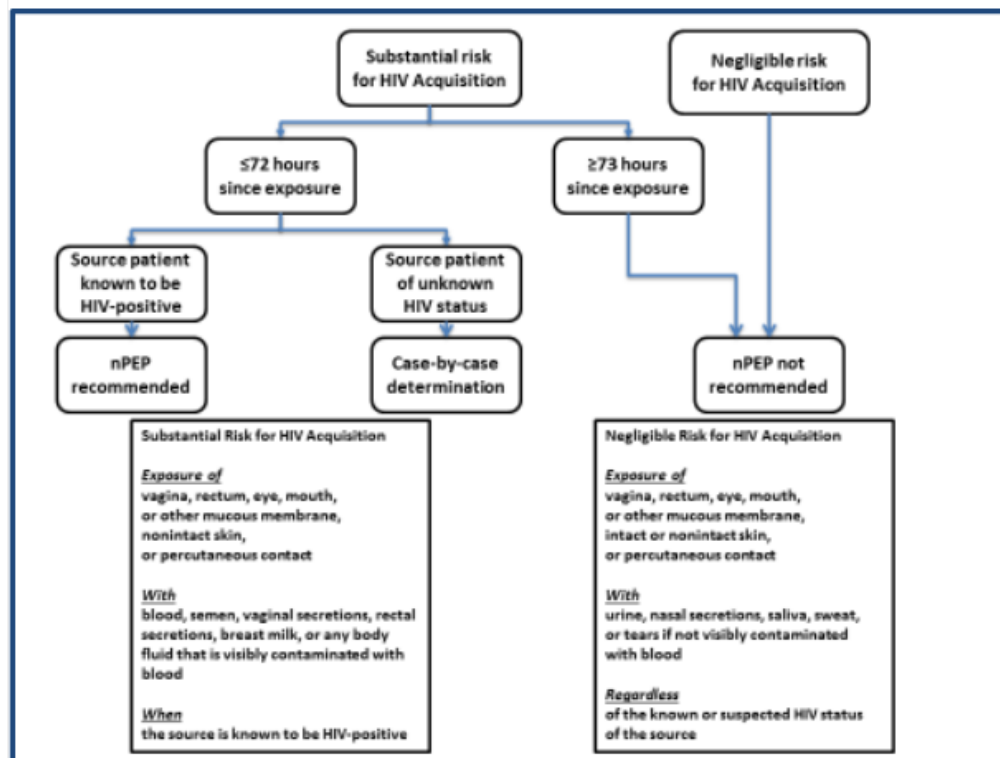 Substantial risk
for HIV Acquisition
Negligible risk
for HIV Acquisition
≤72 hours
since exposure
≥73 hours
since exposure
Source patient
known to be
HIV-positive
Source patient
of unknown
HIV status
nPEP
recommended
Case-by-case
determination
nPEP not
recommended
Substantial Risk for HIV Acquisition
Exposure of
vagina, rectum, eye, mouth,
or other mucous membrane,
nonintact skin,
or percutaneous contact
With
blood, semen, vaginal secretions, rectal
secretions, breast milk, or any body
fluid that is visibly contaminated with
blood
When
the source is known to be HIV-positive
Negligible Risk for HIV Acquisition
Exposure of
vagina, rectum, eye, mouth,
or other mucous membrane,
intact or nonintact skin,
or percutaneous contact
With
urine, nasal secretions, saliva, sweat,
or tears if not visibly contaminated
with blood
Regardless
of the known or suspected HIV status
of the source